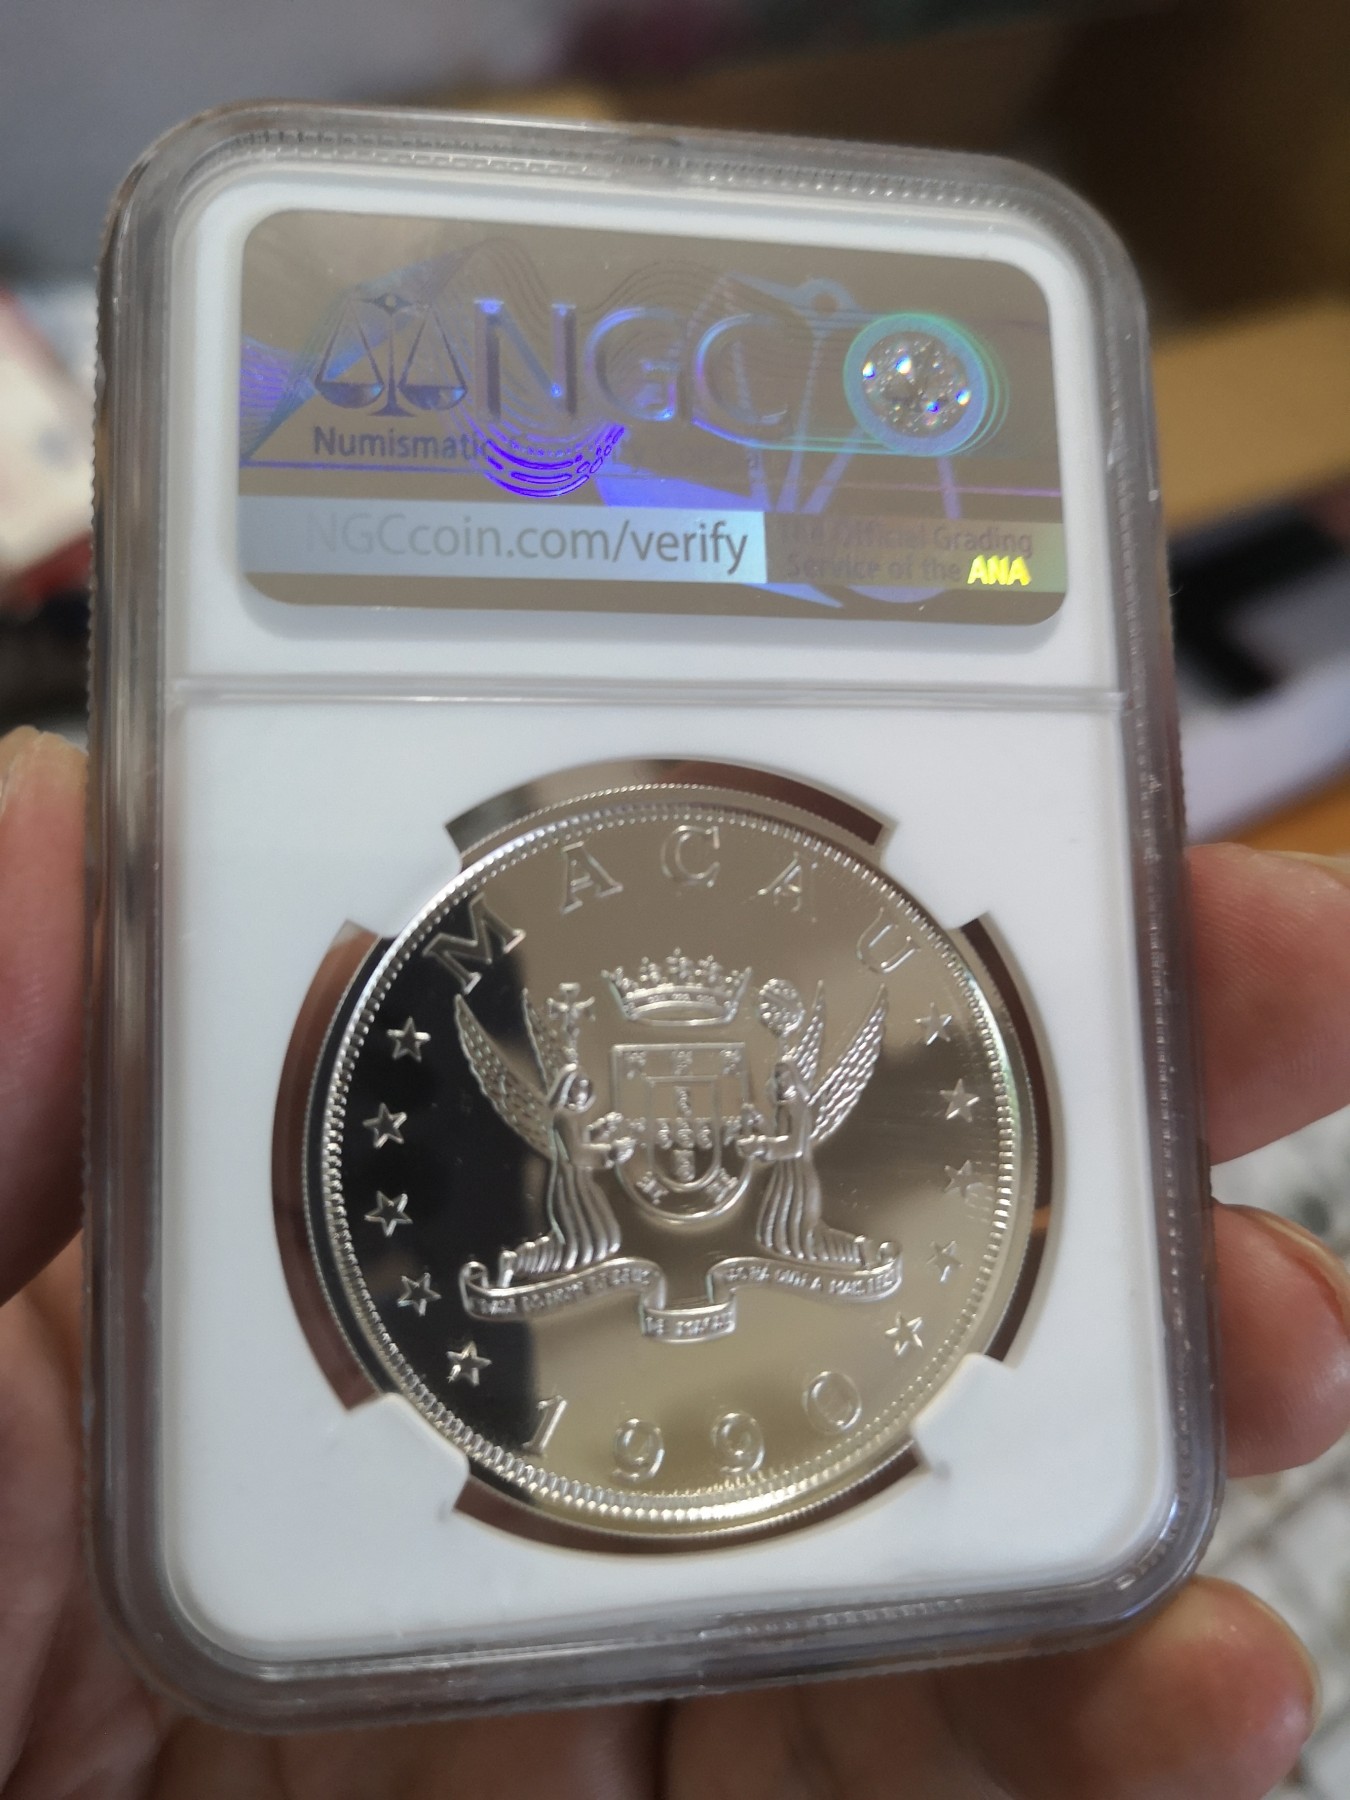 NGC
Numismatic
NGCcoin.com/verify
The Official Grading
Service of the ANA
MACAU
1990